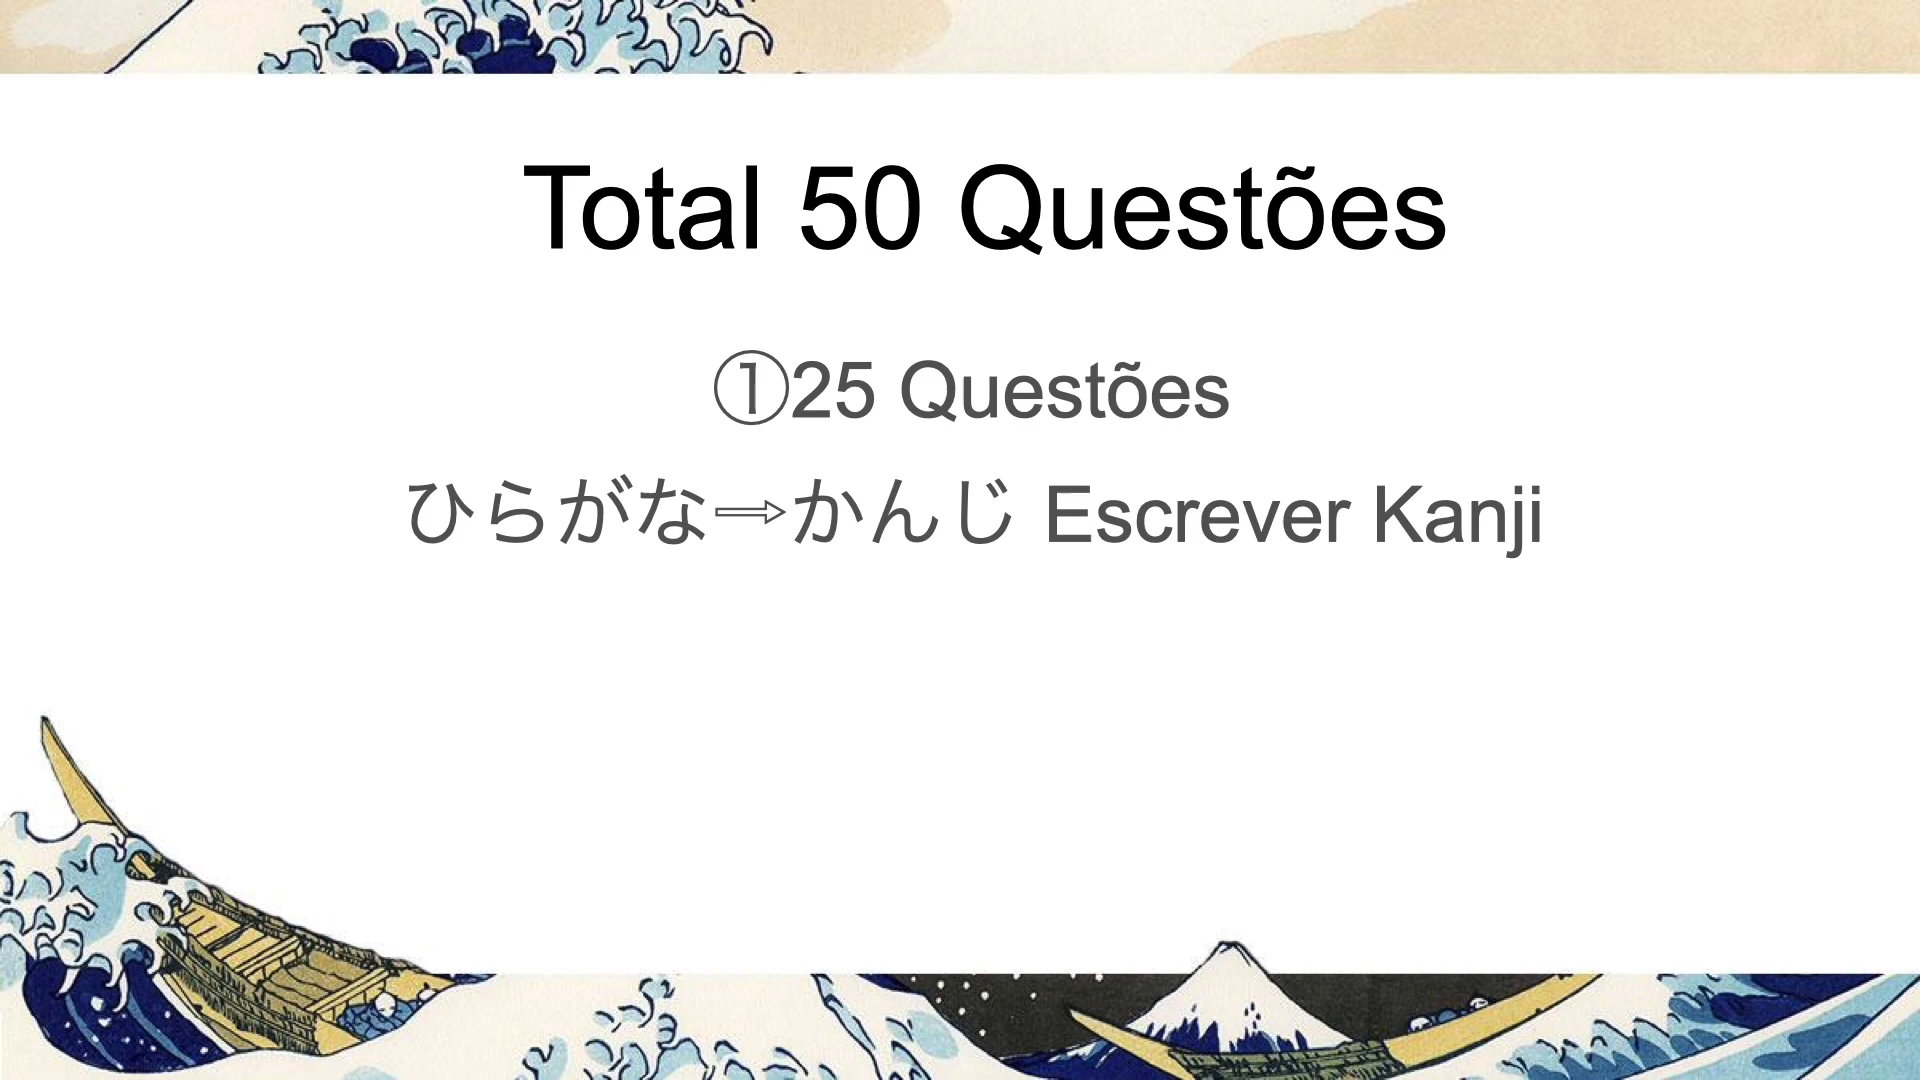 Total 50 Questões
①25 Questões
ひらがな⇒かんじ Escrever Kanji